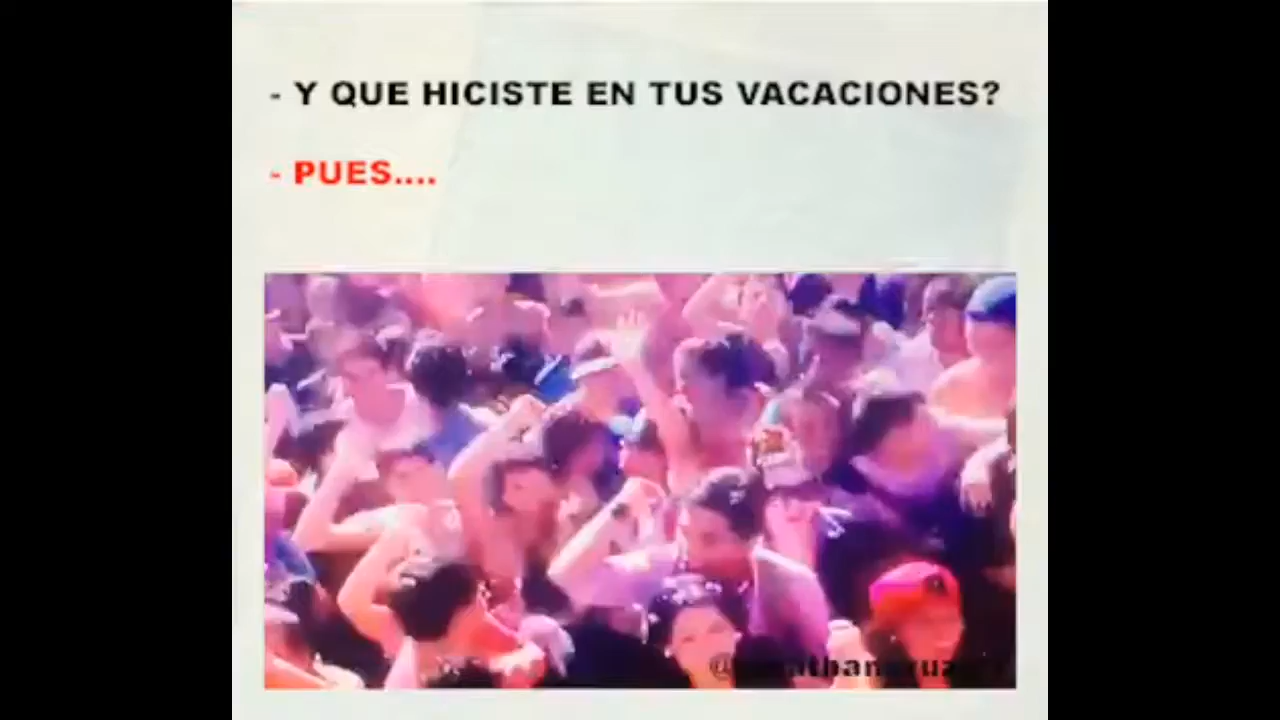 - Y QUE HICISTE EN TUS VACACIONES?
- PUES....